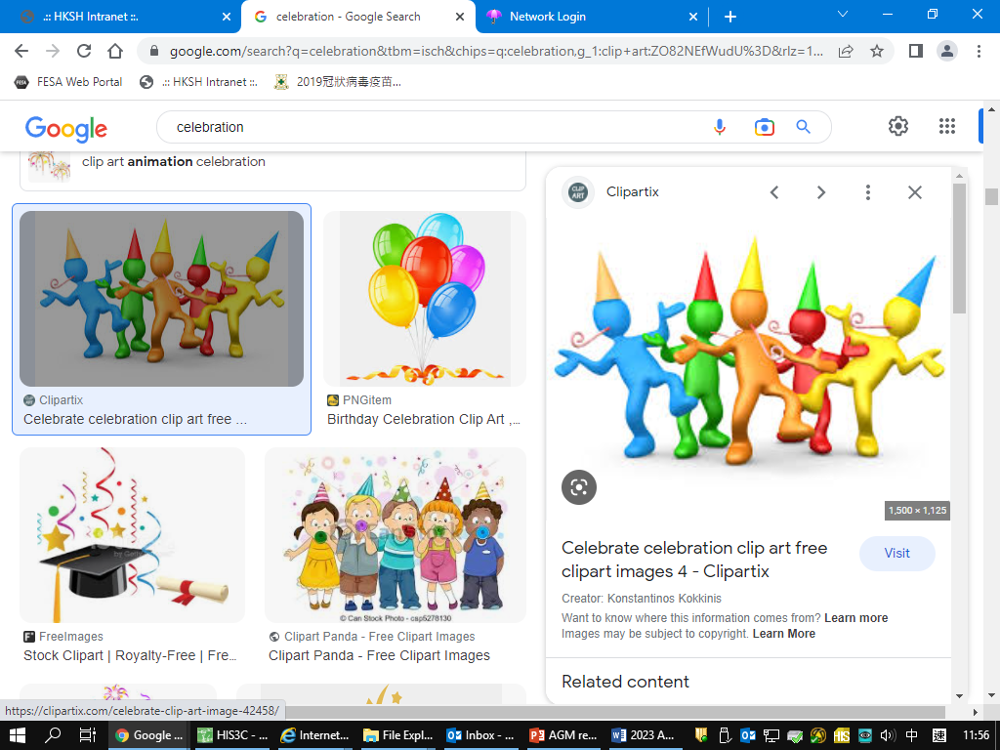 .:: HKSH Intranet ::.
celebration - Google Search
Network Login
google.com/search?q=celebration&tbm=isch&chips=q:celebration,g_1:clip+art:ZO82NEfWudU%3D&rlz=1...
FESA Web Portal
.:: HKSH Intranet ::.
2019冠狀病毒疫苗...
Google
celebration
clip art animation celebration
Clipartix
Celebrate celebration clip art free ...
PNGitem
Birthday Celebration Clip Art ,...
FreeImages
Stock Clipart | Royalty-Free | Fre...
© Can Stock Photo - csp5278130
Clipart Panda - Free Clipart Images
Clipart Panda - Free Clipart Images
CLIP
ART
Clipartix
1,500 × 1,125
Celebrate celebration clip art free
clipart images 4 - Clipartix
Visit
Creator: Konstantinos Kokkinis
Want to know where this information comes from? Learn more
Images may be subject to copyright. Learn More
Related content
https://clipartix.com/celebrate-clip-art-image-42458/
Google ...
HIS3C - ...
Internet...
File Expl...
Inbox - ...
AGM re...
2023 A...
HIS
中
11:56